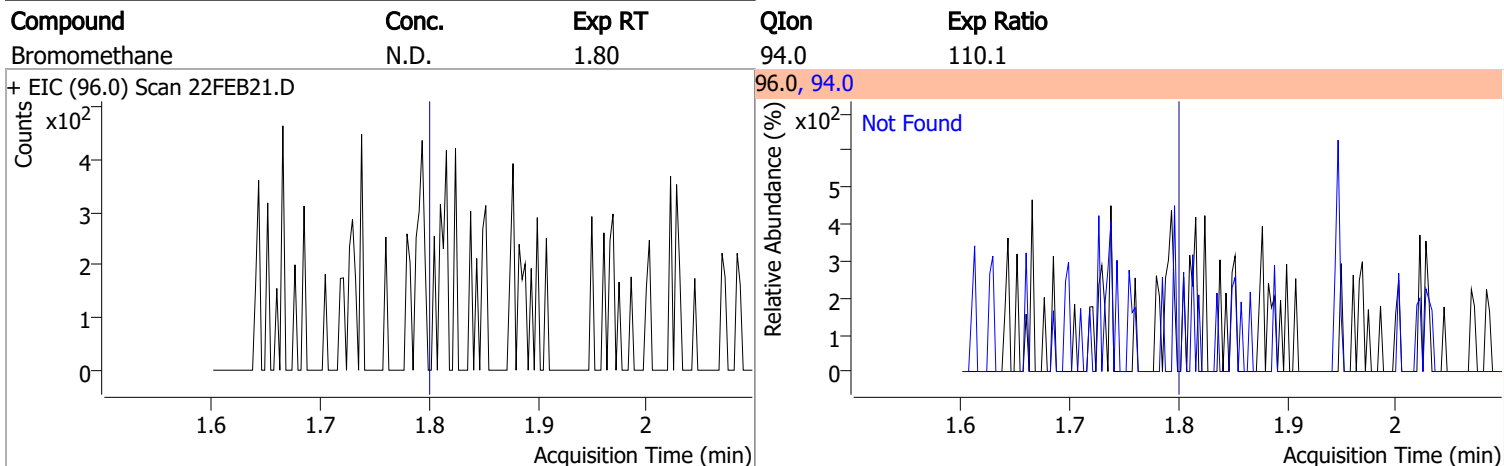 Compound Conc. Exp RT QIon Exp Ratio
Bromomethane N.D. 1.80 94.0 110.1
+ EIC (96.0) Scan 22FEB21.D
96.0, 94.0
Counts
x10²
4
3
2
1
0
1.6 1.7 1.8 1.9 2
Acquisition Time (min)
Relative Abundance (%)
x10²
Not Found
5
4
3
2
1
0
1.6 1.7 1.8 1.9 2
Acquisition Time (min)